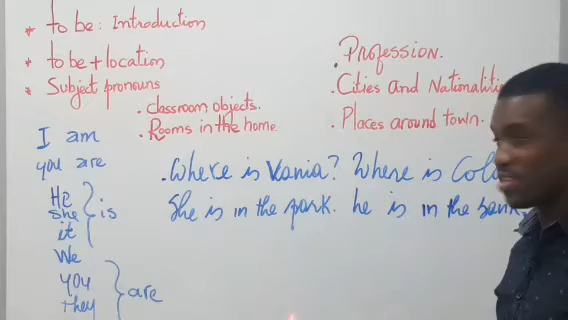 * to be: Introduction
* to be + location
* Subject pronouns
. Classroom objects.
. Rooms in the home
. Profession.
. Cities and
. Places around town.
I am
you are
He
She
it
is
We
you
they
are
. Where is Vania? Where is
She is in the park. he is in the bank.